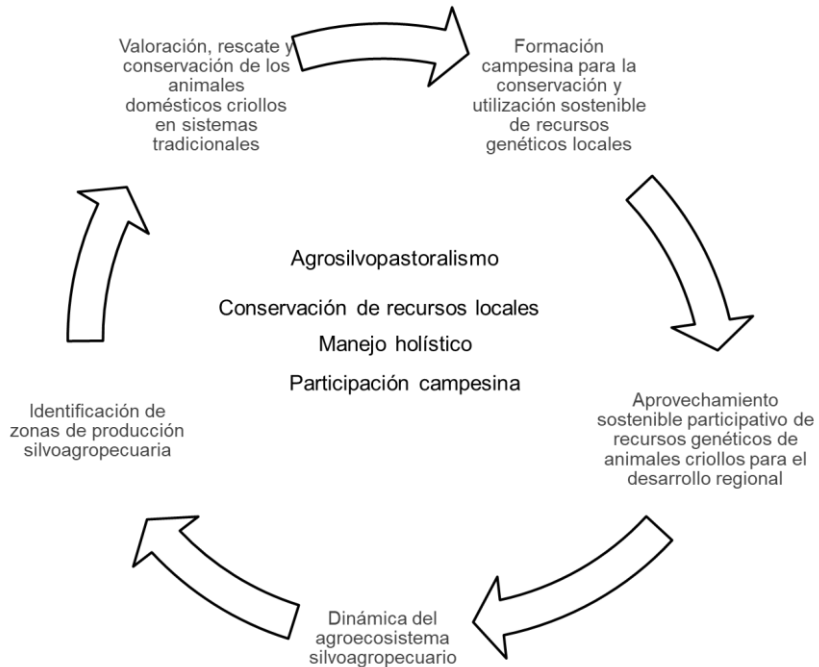 Valoración, rescate y
conservación de los
animales
domésticos criollos
en sistemas
tradicionales
Formación
campesina para la
conservación y
utilización sostenible
de recursos
genéticos locales
Agrosilvopastoralismo
Conservación de recursos locales
Manejo holístico
Participación campesina
Aprovechamiento
sostenible participativo de
recursos genéticos de
animales criollos para el
desarrollo regional
Identificación de
zonas de producción
silvoagropecuaria
Dinámica del
agroecosistema
silvoagropecuario